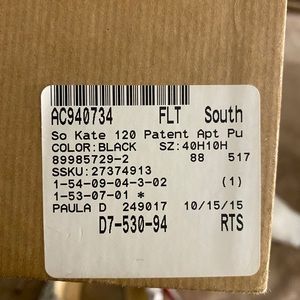 AC940734 FLT South
So Kate 120 Patent Apt Pu
COLOR:BLACK SZ:40H10H
89985729-2 88 517
SSKU:27374913
1-54-09-04-3-02 (1)
1-53-07-01 *
PAULA D 249017 10/15/15
D7-530-94 RTS